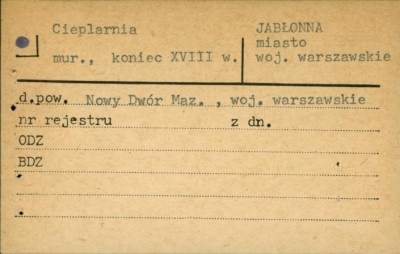 Cieplarnia
mur., koniec XVIII w.
JABŁONNA
miasto
woj. warszawskie
d.pow. Nowy Dwór Maz. , woj. warszawskie
nr rejestru z dn.
ODZ
BDZ